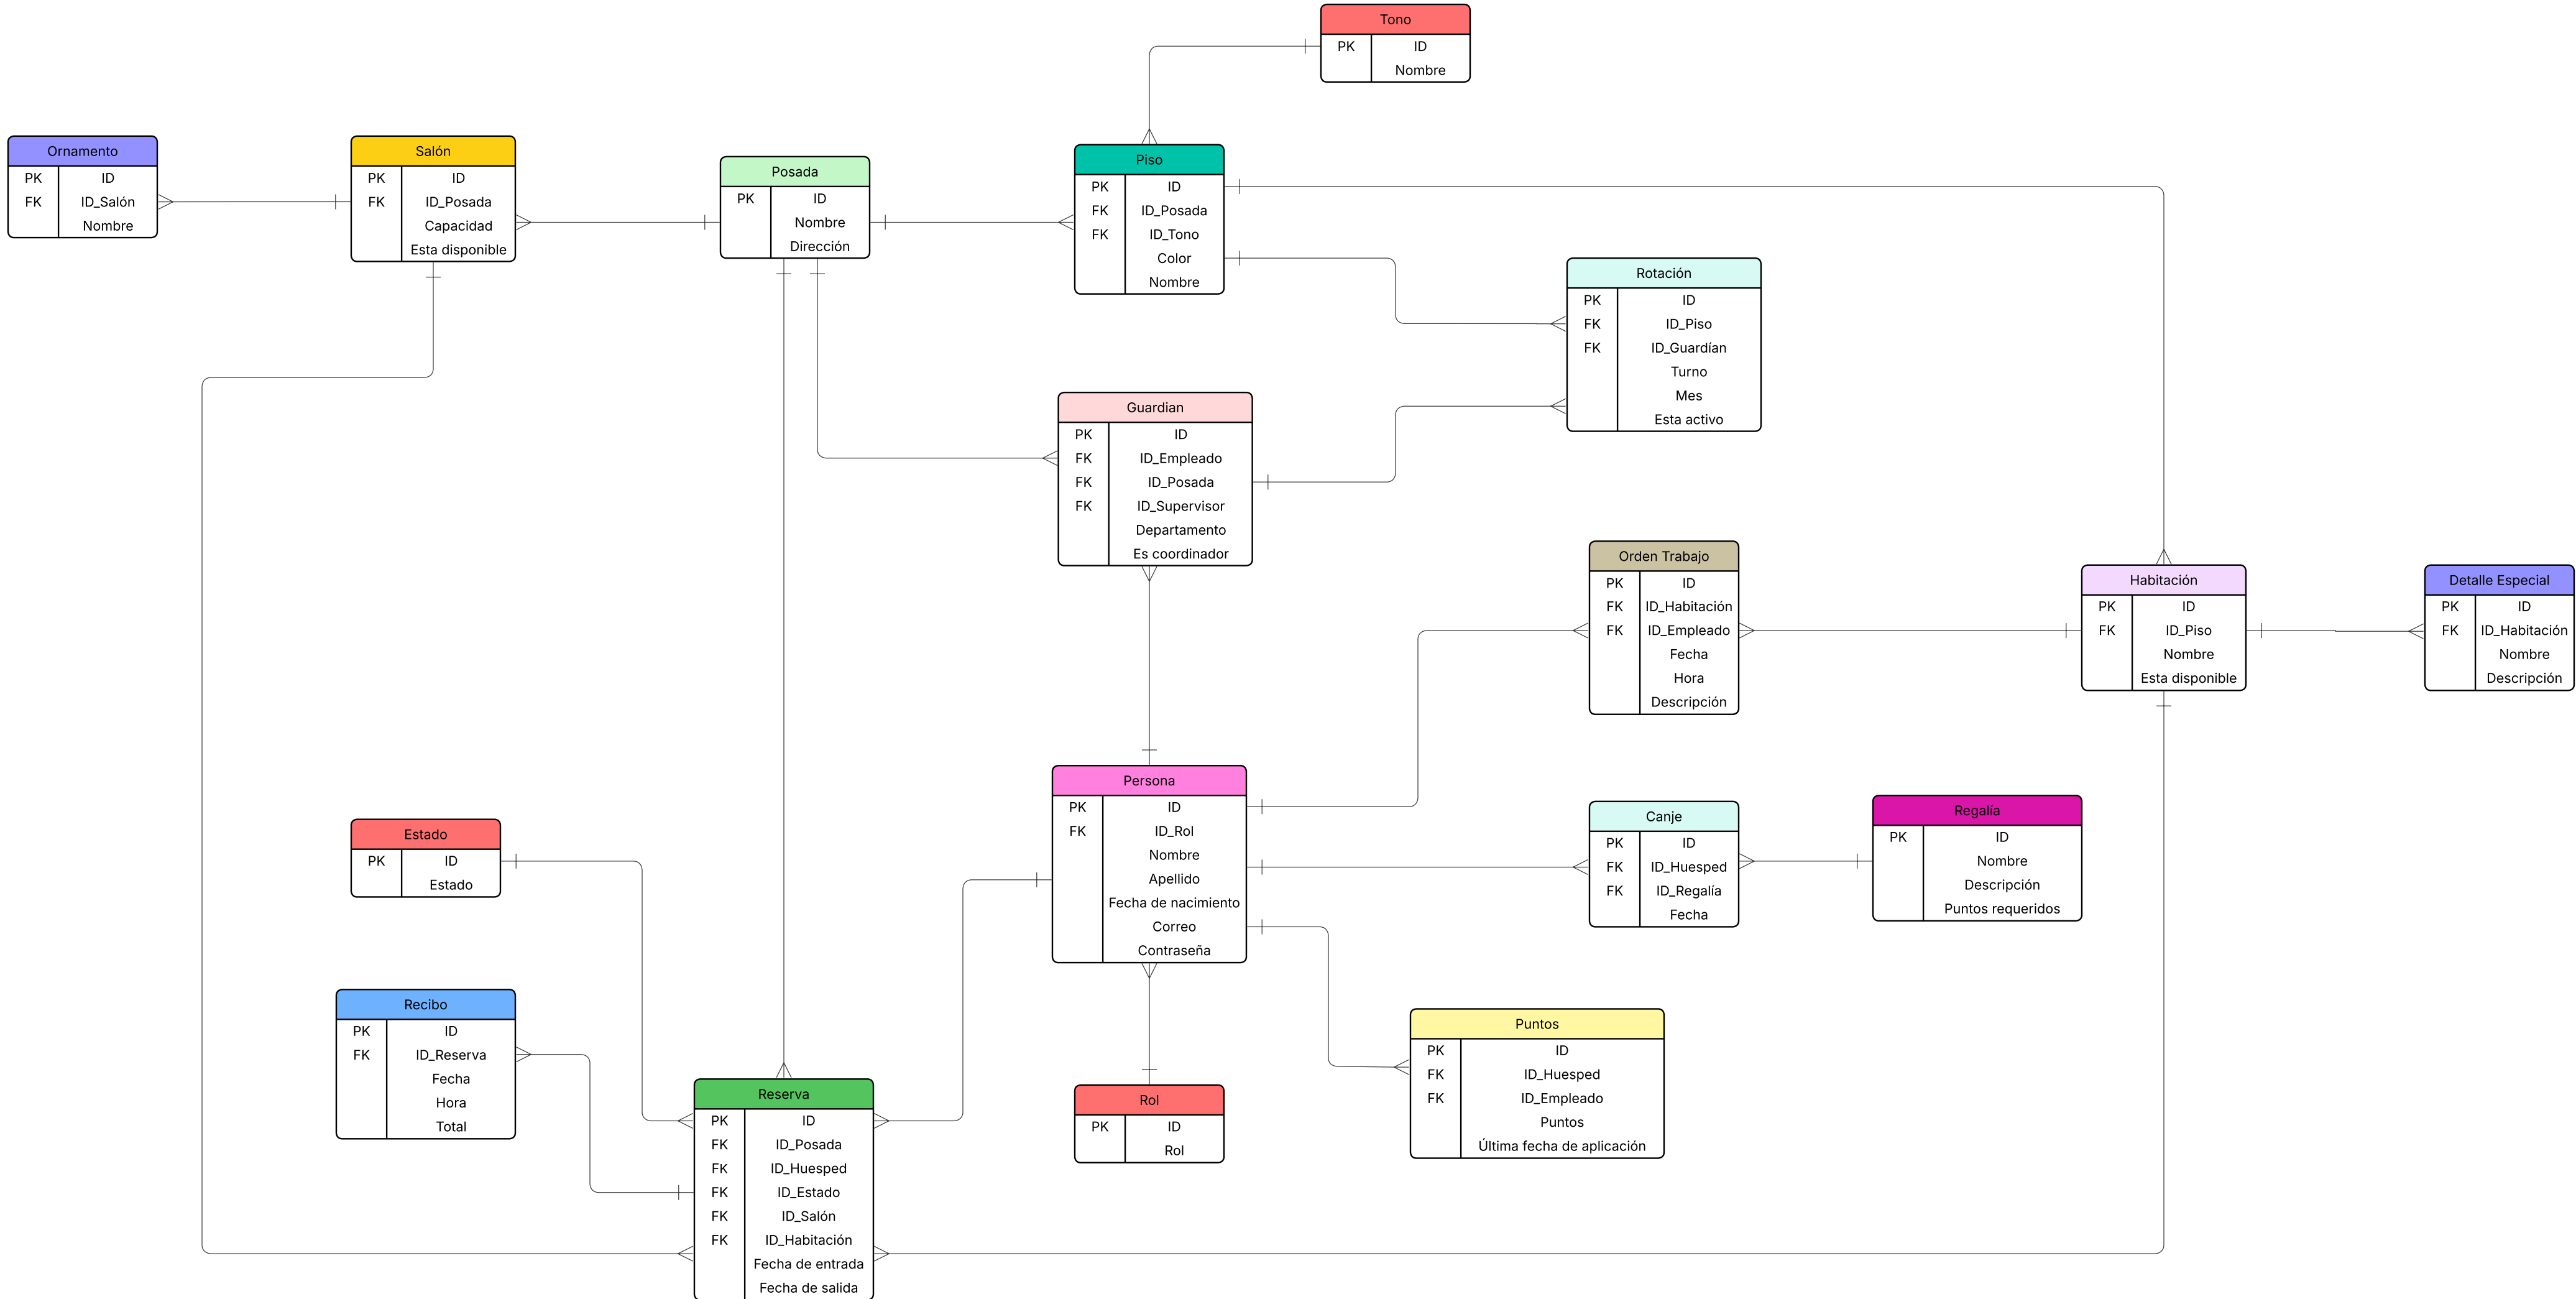 Tono
PK ID
Nombre
Ornamento
PK ID
FK ID_Salón
Nombre
Salón
PK ID
FK ID_Posada
Capacidad
Esta disponible
Posada
PK ID
Nombre
Dirección
Piso
PK ID
FK ID_Posada
FK ID_Tono
Color
Nombre
Rotación
PK ID
FK ID_Piso
FK ID_Guardían
Turno
Mes
Esta activo
Guardian
PK ID
FK ID_Empleado
FK ID_Posada
FK ID_Supervisor
Departamento
Es coordinador
Orden Trabajo
PK ID
FK ID_Habitación
FK ID_Empleado
Fecha
Hora
Descripción
Habitación
PK ID
FK ID_Piso
Nombre
Esta disponible
Detalle Especial
PK ID
FK ID_Habitación
Nombre
Descripción
Persona
PK ID
FK ID_Rol
Nombre
Apellido
Fecha de nacimiento
Correo
Contraseña
Canje
PK ID
FK ID_Huesped
FK ID_Regalía
Fecha
Regalía
PK ID
Nombre
Descripción
Puntos requeridos
Estado
PK ID
Estado
Recibo
PK ID
FK ID_Reserva
Fecha
Hora
Total
Reserva
PK ID
FK ID_Posada
FK ID_Huesped
FK ID_Estado
FK ID_Salón
FK ID_Habitación
Fecha de entrada
Fecha de salida
Rol
PK ID
Rol
Puntos
PK ID
FK ID_Huesped
FK ID_Empleado
Puntos
Última fecha de aplicación